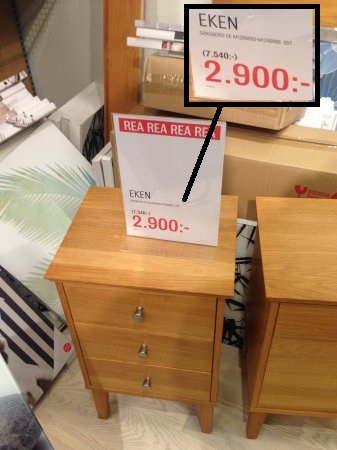 EKEN
(7.540:-)
2.900:-
REA REA REA REA
EKEN
(7.540:-)
2.900:-